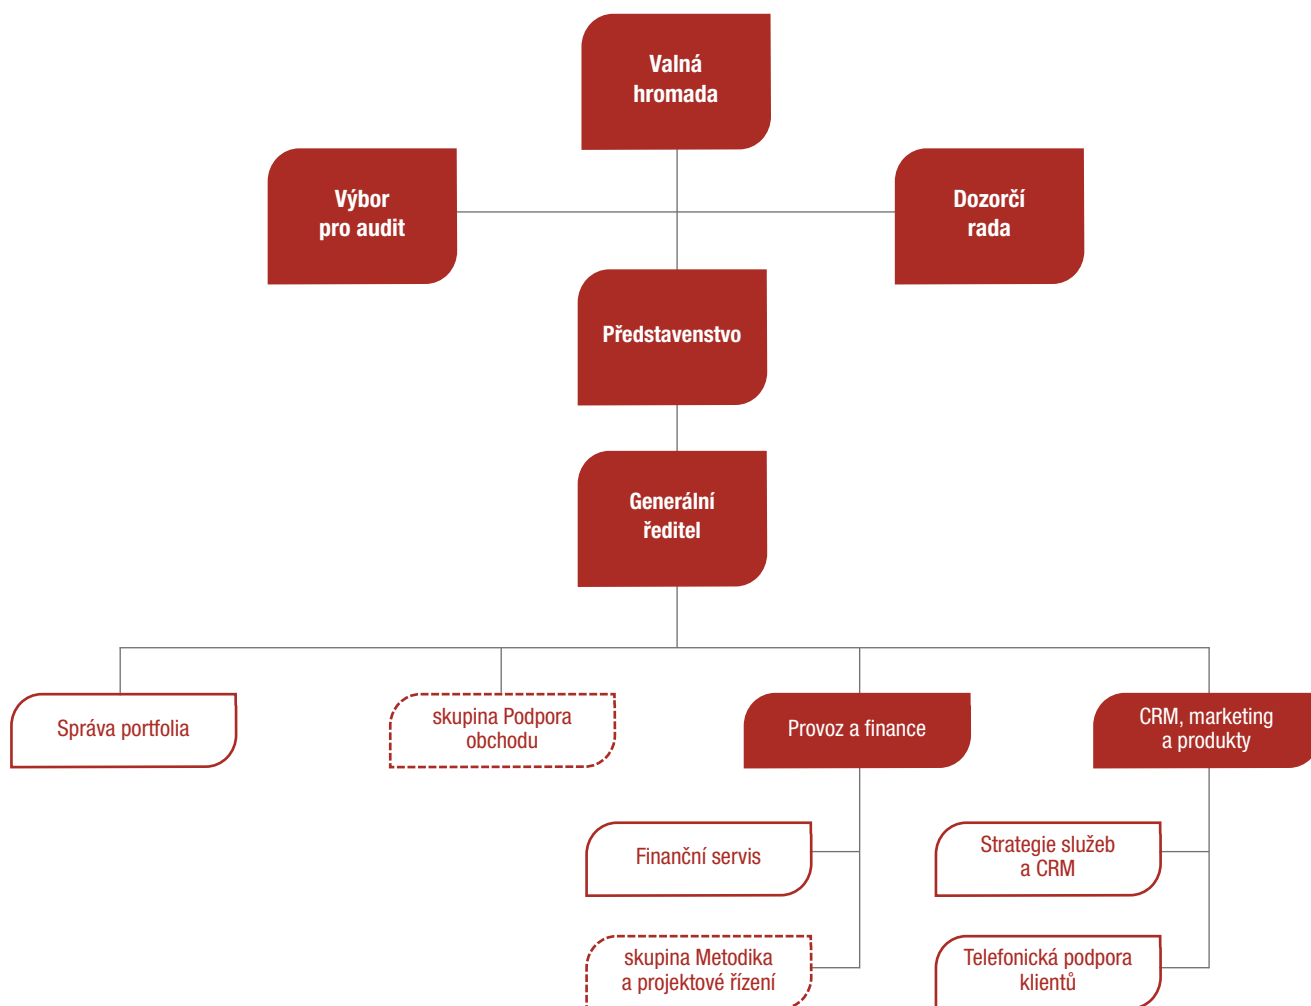 Valná
hromada
Výbor
pro audit
Dozorčí
rada
Představenstvo
Generální
ředitel
Správa portfolia
skupina Podpora
obchodu
Provoz a finance
CRM, marketing
a produkty
Finanční servis
Strategie služeb
a CRM
skupina Metodika
a projektové řízení
Telefonická podpora
klientů